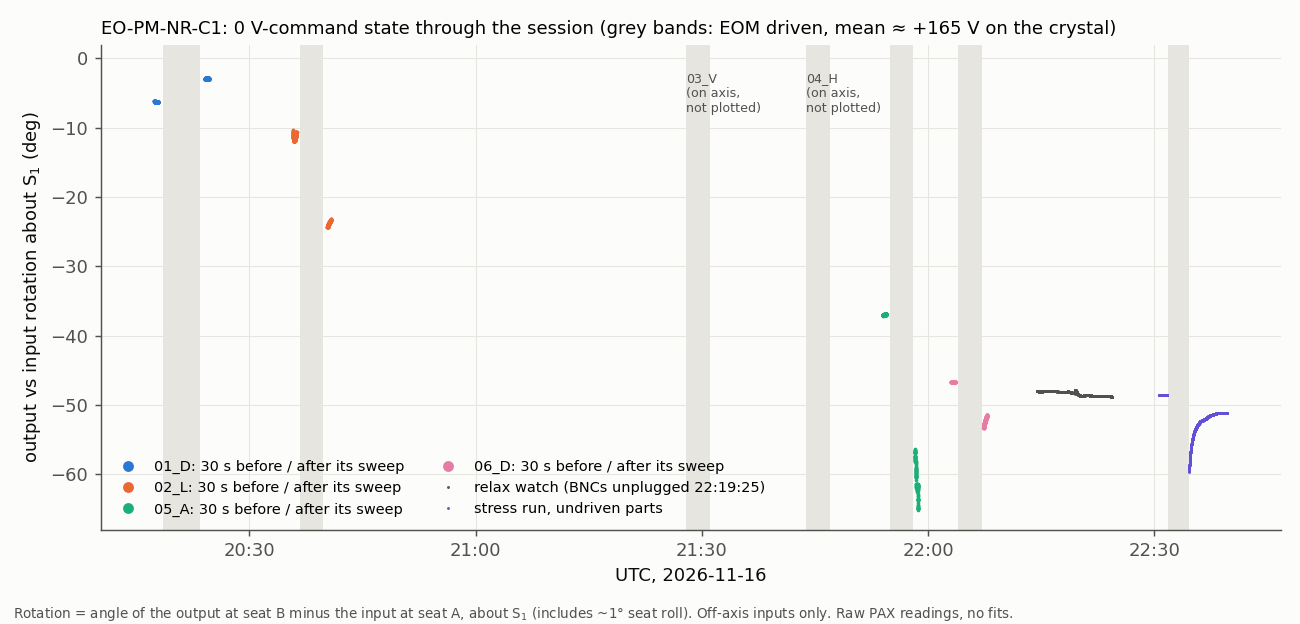 EO-PM-NR-C1: 0 V-command state through the session (grey bands: EOM driven, mean ≈ +165 V on the crystal)
output vs input rotation about S₁ (deg)
0
−10
−20
−30
−40
−50
−60
03_V
(on axis,
not plotted)
04_H
(on axis,
not plotted)
01_D: 30 s before / after its sweep
02_L: 30 s before / after its sweep
05_A: 30 s before / after its sweep
06_D: 30 s before / after its sweep
relax watch (BNCs unplugged 22:19:25)
stress run, undriven parts
20:30
21:00
21:30
22:00
22:30
UTC, 2026-11-16
Rotation = angle of the output at seat B minus the input at seat A, about S₁ (includes ~1° seat roll). Off-axis inputs only. Raw PAX readings, no fits.